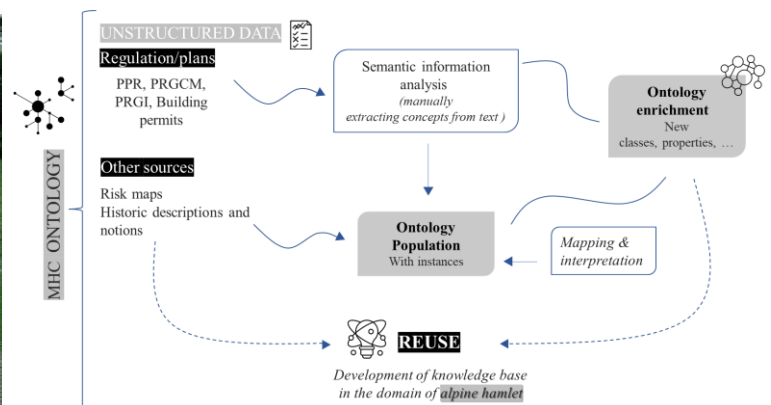 MHC ONTOLOGY
UNSTRUCTURED DATA
Regulation/plans
PPR, PRGCM,
PRGI, Building
permits
Other sources
Risk maps
Historic descriptions and
notions
Semantic information
analysis
(manually
extracting concepts from text )
Ontology
enrichment
New
classes, properties, …
Ontology
Population
With instances
Mapping &
interpretation
REUSE
Development of knowledge base
in the domain of alpine hamlet